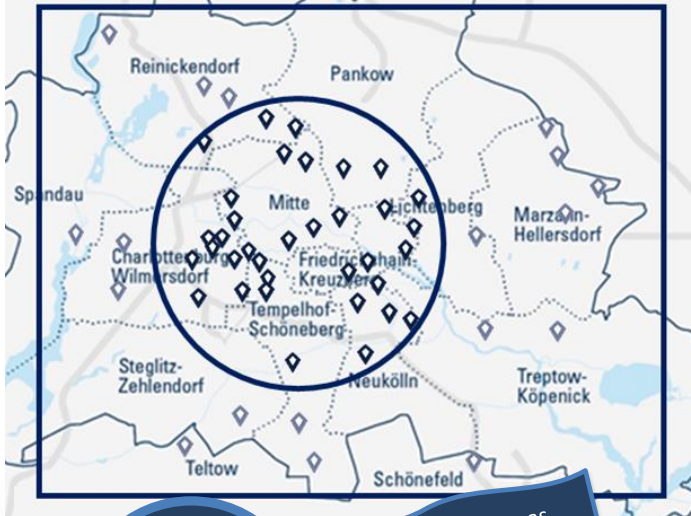 Reinickendorf
Pankow
Spandau
Mitte
Lichtenberg
Marzahn-
Hellersdorf
Charlottenburg
Wilmersdorf
Friedrichshain-
Kreuzberg
Tempelhof-
Schöneberg
Steglitz-
Zehlendorf
Neukölln
Treptow-
Köpenick
Teltow
Schönefeld